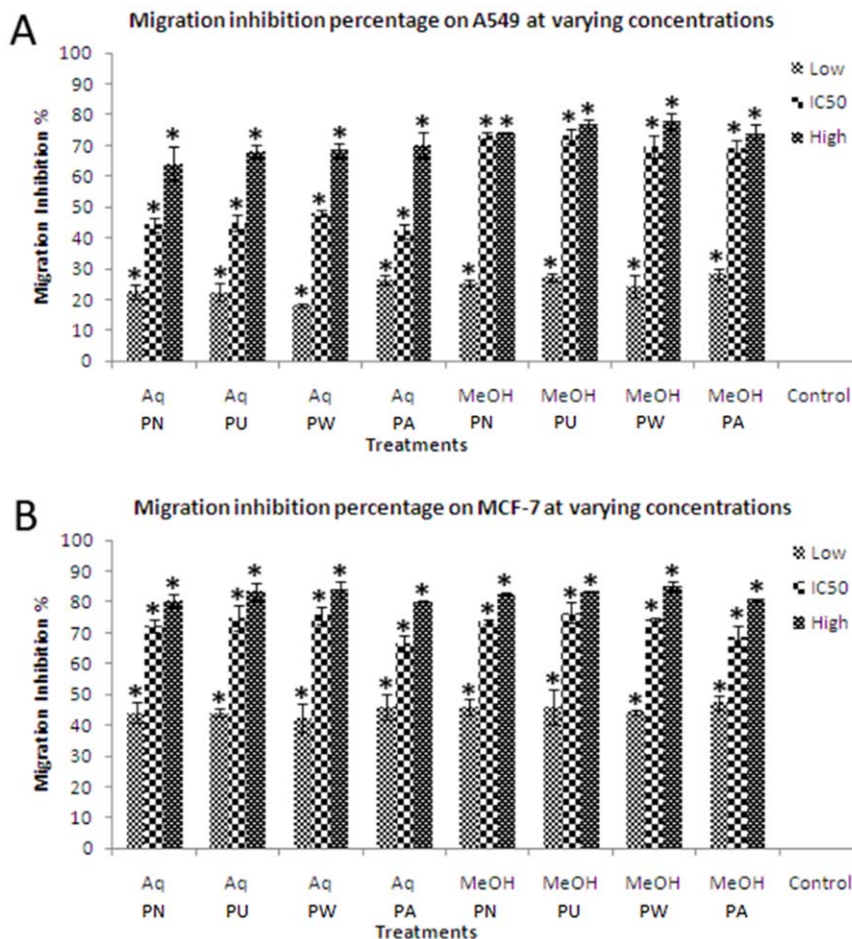 A
Migration inhibition percentage on A549 at varying concentrations
Migration Inhibition %
100
90
80
70
60
50
40
30
20
10
0
* * * * * * * * * * * * * * * * * * * * * * * *
Low
IC50
High
Aq Aq Aq Aq MeOH MeOH MeOH MeOH Control
PN PU PW PA PN PU PW PA
Treatments
B
Migration inhibition percentage on MCF-7 at varying concentrations
Migration Inhibition %
100
90
80
70
60
50
40
30
20
10
0
* * * * * * * * * * * * * * * * * * * * * * * *
Low
IC50
High
Aq Aq Aq Aq MeOH MeOH MeOH MeOH Control
PN PU PW PA PN PU PW PA
Treatments